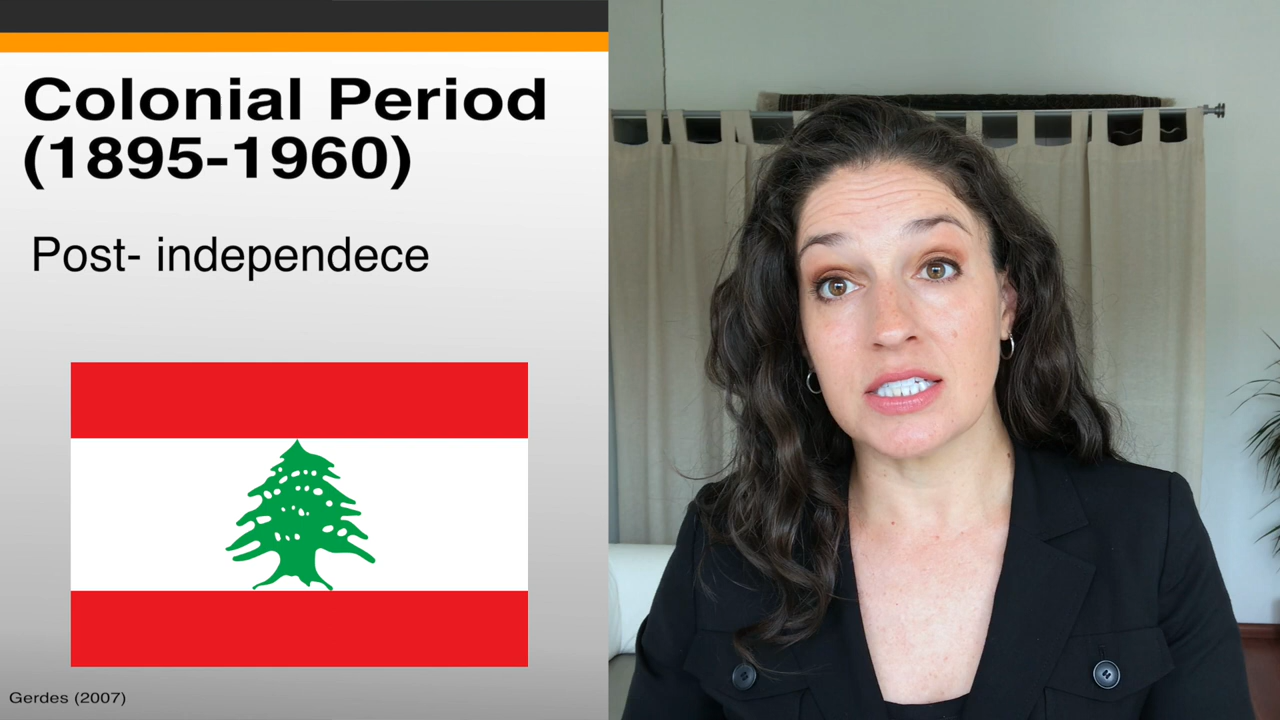 Colonial Period
(1895-1960)
Post- independece
Gerdes (2007)